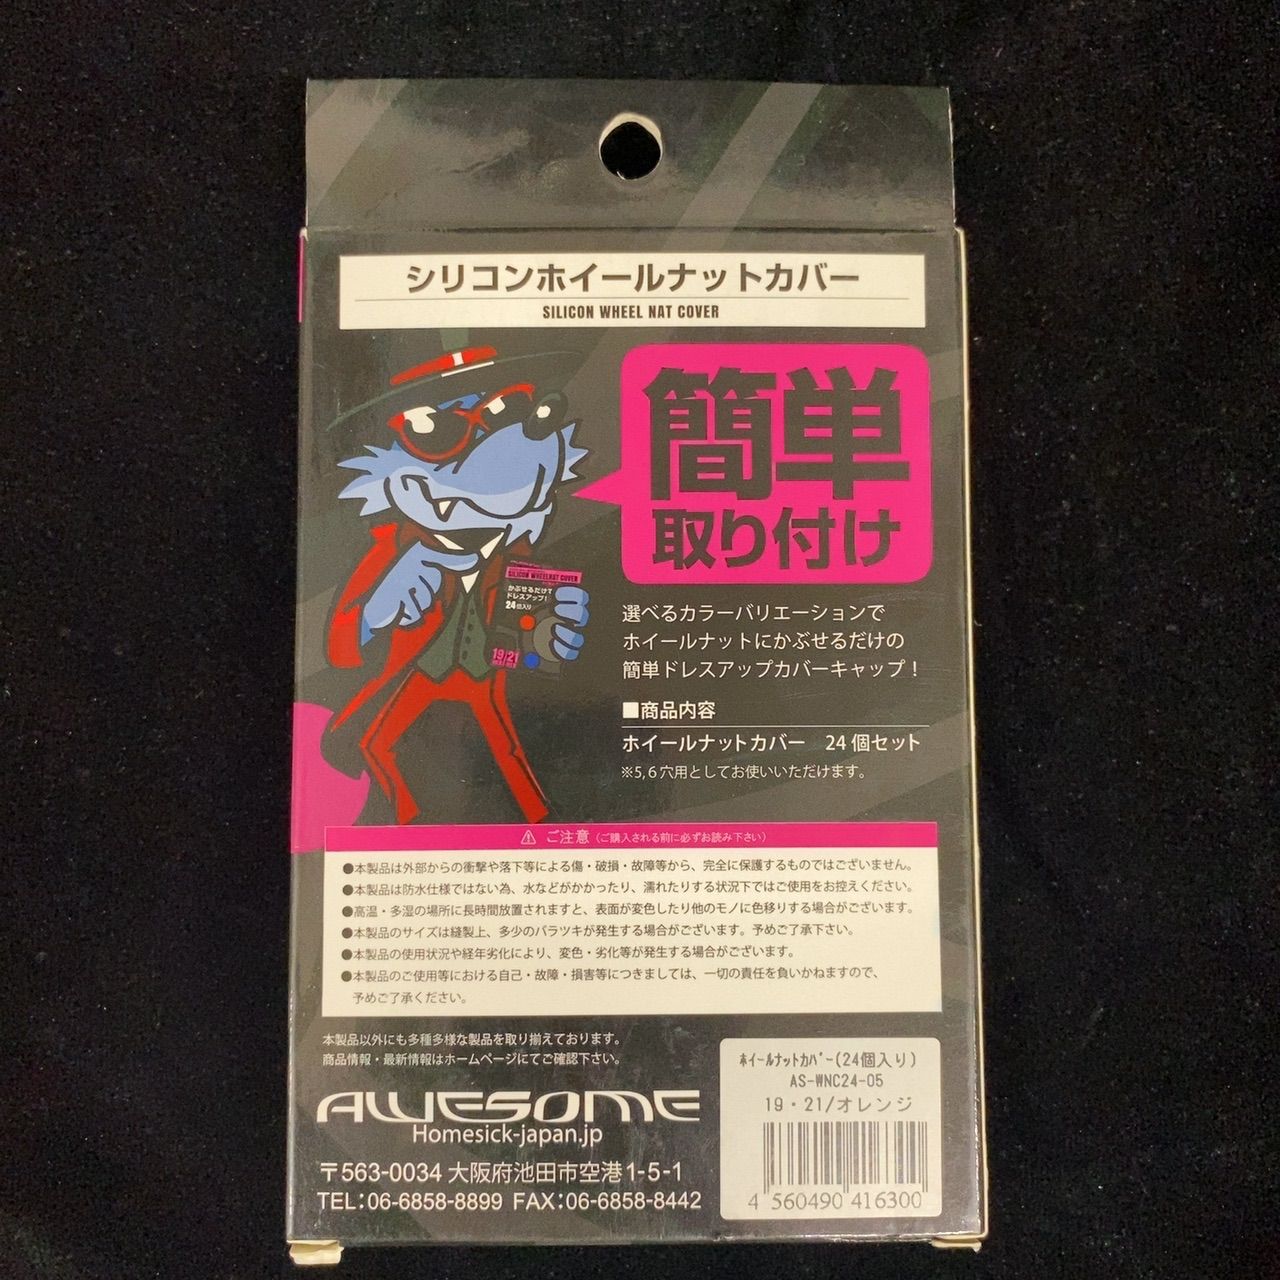 シリコンホイールナットカバー
SILICON WHEEL NAT COVER
簡単
取り付け
SILICON WHEELNAT COVER
かぶせるだけで
ドレスアップ!
24個入り
19/21
選べるカラーバリエーションで
ホイールナットにかぶせるだけの
簡単ドレスアップカバーキャップ!
■商品内容
ホイールナットカバー 24個セット
※5,6穴用としてお使いいただけます。
⚠ ご注意(ご購入される前に必ずお読み下さい)
●本製品は外部からの衝撃や落下等による傷・破損・故障等から、完全に保護するものではございません。
●本製品は防水仕様ではない為、水などがかかったり、濡れたりする状況下ではご使用をお控えください。
●高温・多湿の場所に長時間放置されますと、表面が変色したり他のモノに色移りする場合がございます。
●本製品のサイズは縫製上、多少のバラツキが発生する場合がございます。予めご了承下さい。
●本製品の使用状況や経年劣化により、変色・劣化等が発生する場合がございます。
●本製品のご使用等における自己・故障・損害等につきましては、一切の責任を負いかねますので、
予めご了承ください。
本製品以外にも多種多様な製品を取り揃えております。
商品情報・最新情報はホームページにてご確認下さい。
AWESOME
Homesick-japan.jp
〒563-0034 大阪府池田市空港1-5-1
TEL:06-6858-8899 FAX:06-6858-8442
ﾎｲｰﾙﾅｯﾄｶﾊﾞｰ(24個入り)
AS-WNC24-05
19・21/オレンジ
4 560490 416300